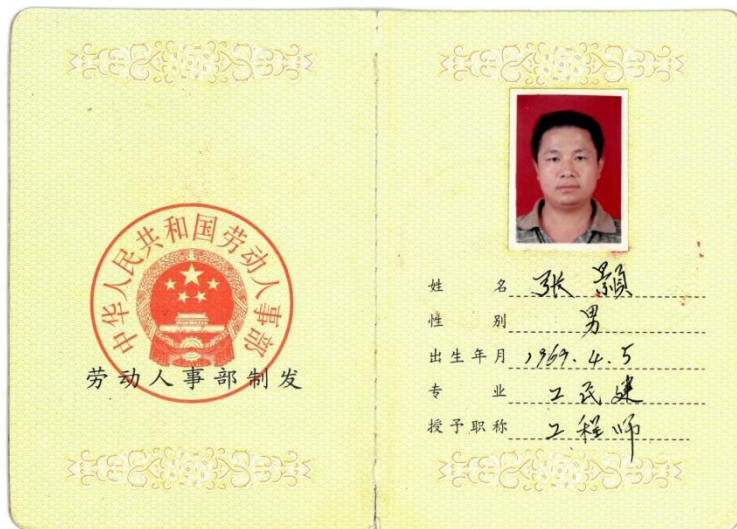 中华人民共和国劳动人事部
劳动人事部制发
姓名 张颢
性别 男
出生年月 1969.4.5
专业 工民建
授予职称 工程师